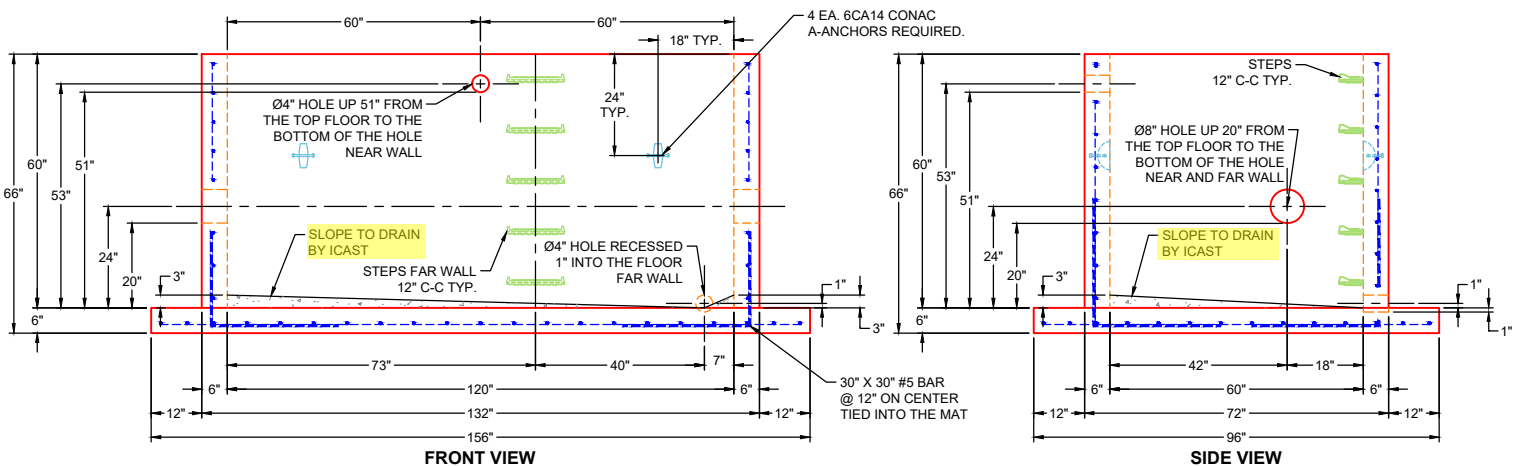 60"
60"
4 EA. 6CA14 CONAC
A-ANCHORS REQUIRED.
18" TYP.
24"
TYP.
Ø4" HOLE UP 51" FROM
THE TOP FLOOR TO THE
BOTTOM OF THE HOLE
NEAR WALL
66"
60"
53"
51"
24"
20"
3"
6"
SLOPE TO DRAIN
BY ICAST
STEPS FAR WALL
12" C-C TYP.
Ø4" HOLE RECESSED
1" INTO THE FLOOR
FAR WALL
1"
3"
73"
40"
7"
6"
120"
6"
12"
132"
12"
156"
30" X 30" #5 BAR
@ 12" ON CENTER
TIED INTO THE MAT
FRONT VIEW
STEPS
12" C-C TYP.
Ø8" HOLE UP 20" FROM
THE TOP FLOOR TO THE
BOTTOM OF THE HOLE
NEAR AND FAR WALL
66"
60"
53"
51"
24"
20"
3"
6"
SLOPE TO DRAIN
BY ICAST
1"
1"
42"
18"
6"
60"
6"
12"
72"
12"
96"
SIDE VIEW